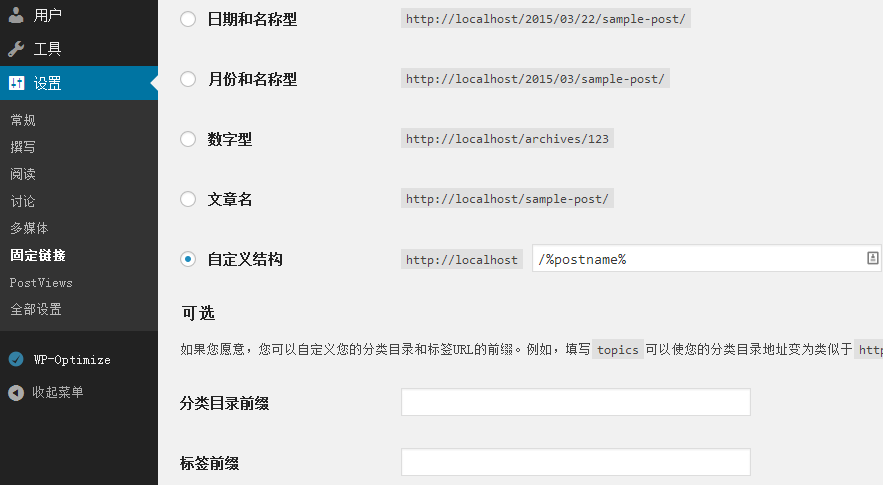 用户
工具
设置
常规
撰写
阅读
讨论
多媒体
固定链接
PostViews
全部设置
WP-Optimize
收起菜单
日期和名称型 http://localhost/2015/03/22/sample-post/
月份和名称型 http://localhost/2015/03/sample-post/
数字型 http://localhost/archives/123
文章名 http://localhost/sample-post/
自定义结构 http://localhost /%postname%
可选
如果您愿意，您可以自定义您的分类目录和标签URL的前缀。例如，填写 topics 可以使您的分类目录地址变为类似于 http
分类目录前缀
标签前缀